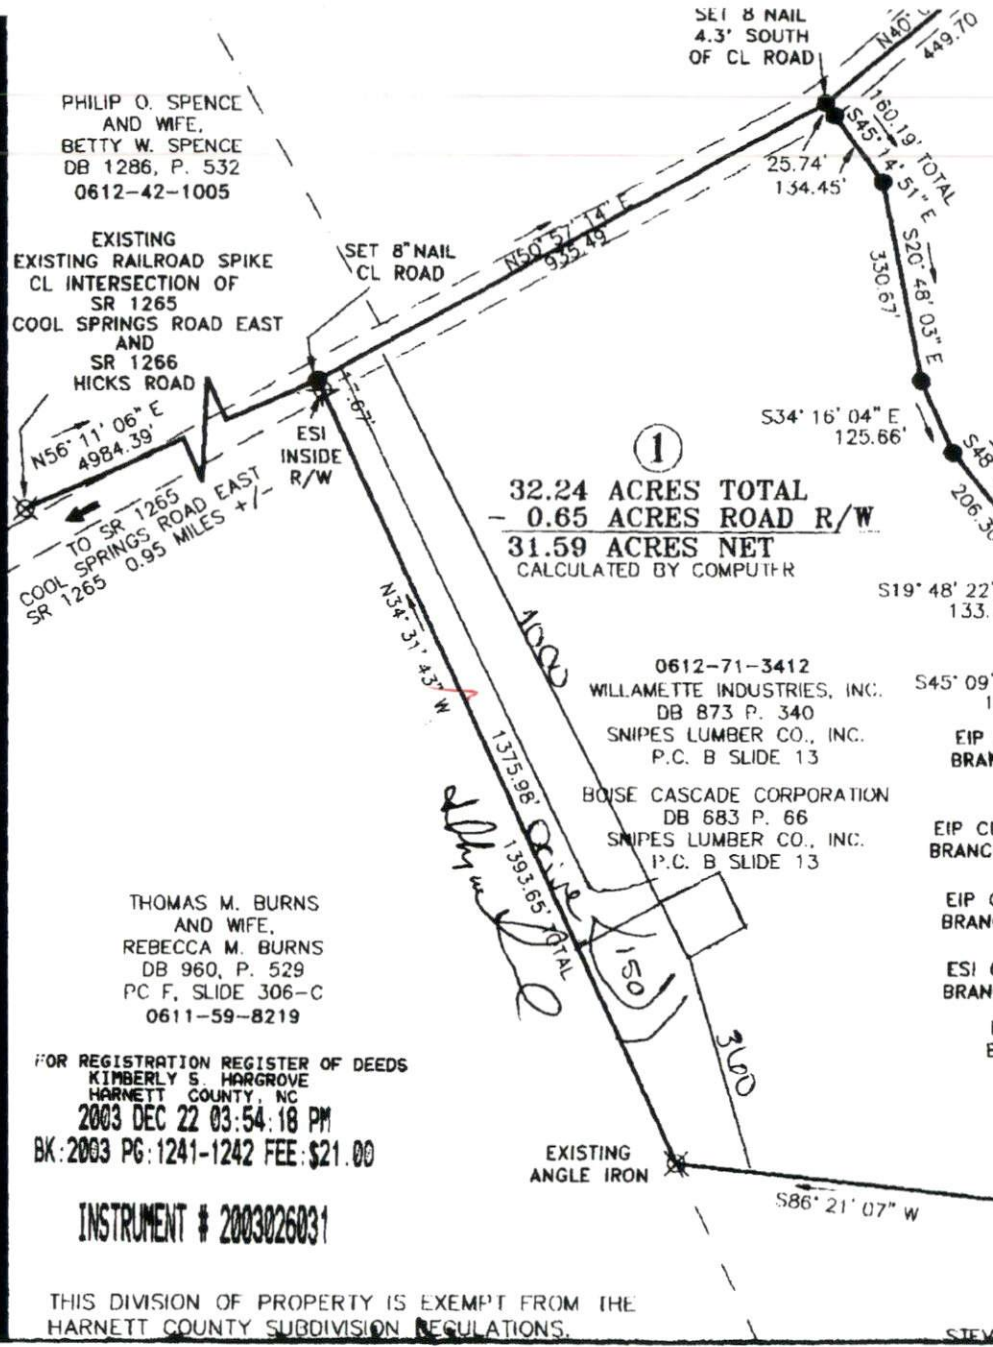 SET 8 NAIL
4.3' SOUTH
OF CL ROAD
449.70
PHILIP O. SPENCE
AND WIFE,
BETTY W. SPENCE
DB 1286, P. 532
0612-42-1005
160.19' TOTAL
S45° 14' 51" E
25.74'
134.45'
EXISTING
EXISTING RAILROAD SPIKE
CL INTERSECTION OF
SR 1265
COOL SPRINGS ROAD EAST
AND
SR 1266
HICKS ROAD
SET 8" NAIL
CL ROAD
N50° 57' 14" E
935.49'
S20° 48' 03" E
330.67'
N56° 11' 06" E
4984.39'
ESI
INSIDE
R/W
S34° 16' 04" E
125.66'
S48
TO SR 1265
COOL SPRINGS ROAD EAST
SR 1265 0.95 MILES +/-
1
32.24 ACRES TOTAL
- 0.65 ACRES ROAD R/W
31.59 ACRES NET
CALCULATED BY COMPUTER
S19° 48' 22"
133.
N34° 31' 43" W
1000
0612-71-3412
WILLAMETTE INDUSTRIES, INC.
DB 873 P. 340
SNIPES LUMBER CO., INC.
P.C. B SLIDE 13
S45° 09'
EIP
BOISE CASCADE CORPORATION
DB 683 P. 66
SNIPES LUMBER CO., INC.
P.C. B SLIDE 13
1375.98'
1393.65' TOTAL
EIP
EIP
ESI
THOMAS M. BURNS
AND WIFE,
REBECCA M. BURNS
DB 960, P. 529
PC F, SLIDE 306-C
0611-59-8219
150
360
FOR REGISTRATION REGISTER OF DEEDS
KIMBERLY S. HARGROVE
HARNETT COUNTY, NC
2003 DEC 22 03:54:18 PM
BK:2003 PG:1241-1242 FEE:$21.00
INSTRUMENT # 2003026031
EXISTING
ANGLE IRON
S86° 21' 07" W
THIS DIVISION OF PROPERTY IS EXEMPT FROM THE
HARNETT COUNTY SUBDIVISION REGULATIONS.